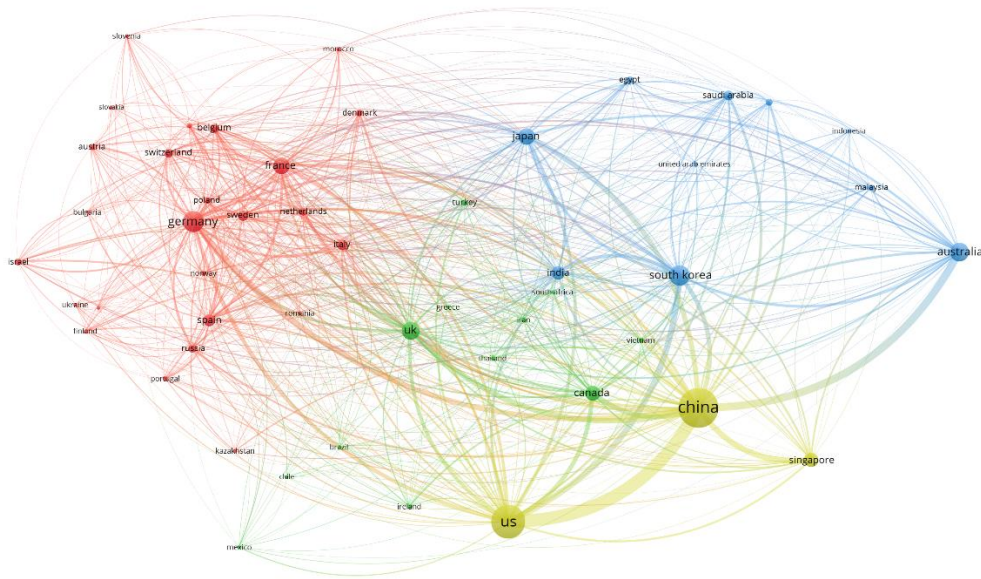 slovenia
morocco
egypt
saudi arabia
slovakia
denmark
belgium
japan
indonesia
austria
switzerland
france
united arab emirates
malaysia
poland
turkey
bulgaria
sweden
netherlands
germany
italy
australia
israel
norway
india
south korea
south africa
ukraine
romania
greece
spain
iran
finland
uk
russia
vietnam
thailand
portugal
canada
china
kazakhstan
brazil
singapore
chile
ireland
us
mexico